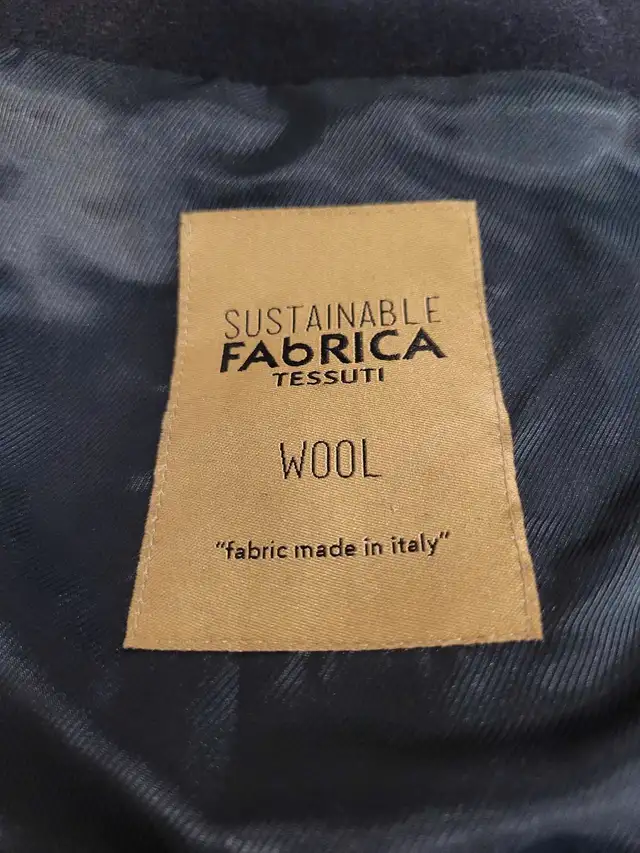 SUSTAINABLE
FAbRICA
TESSUTI
WOOL
"fabric made in italy"